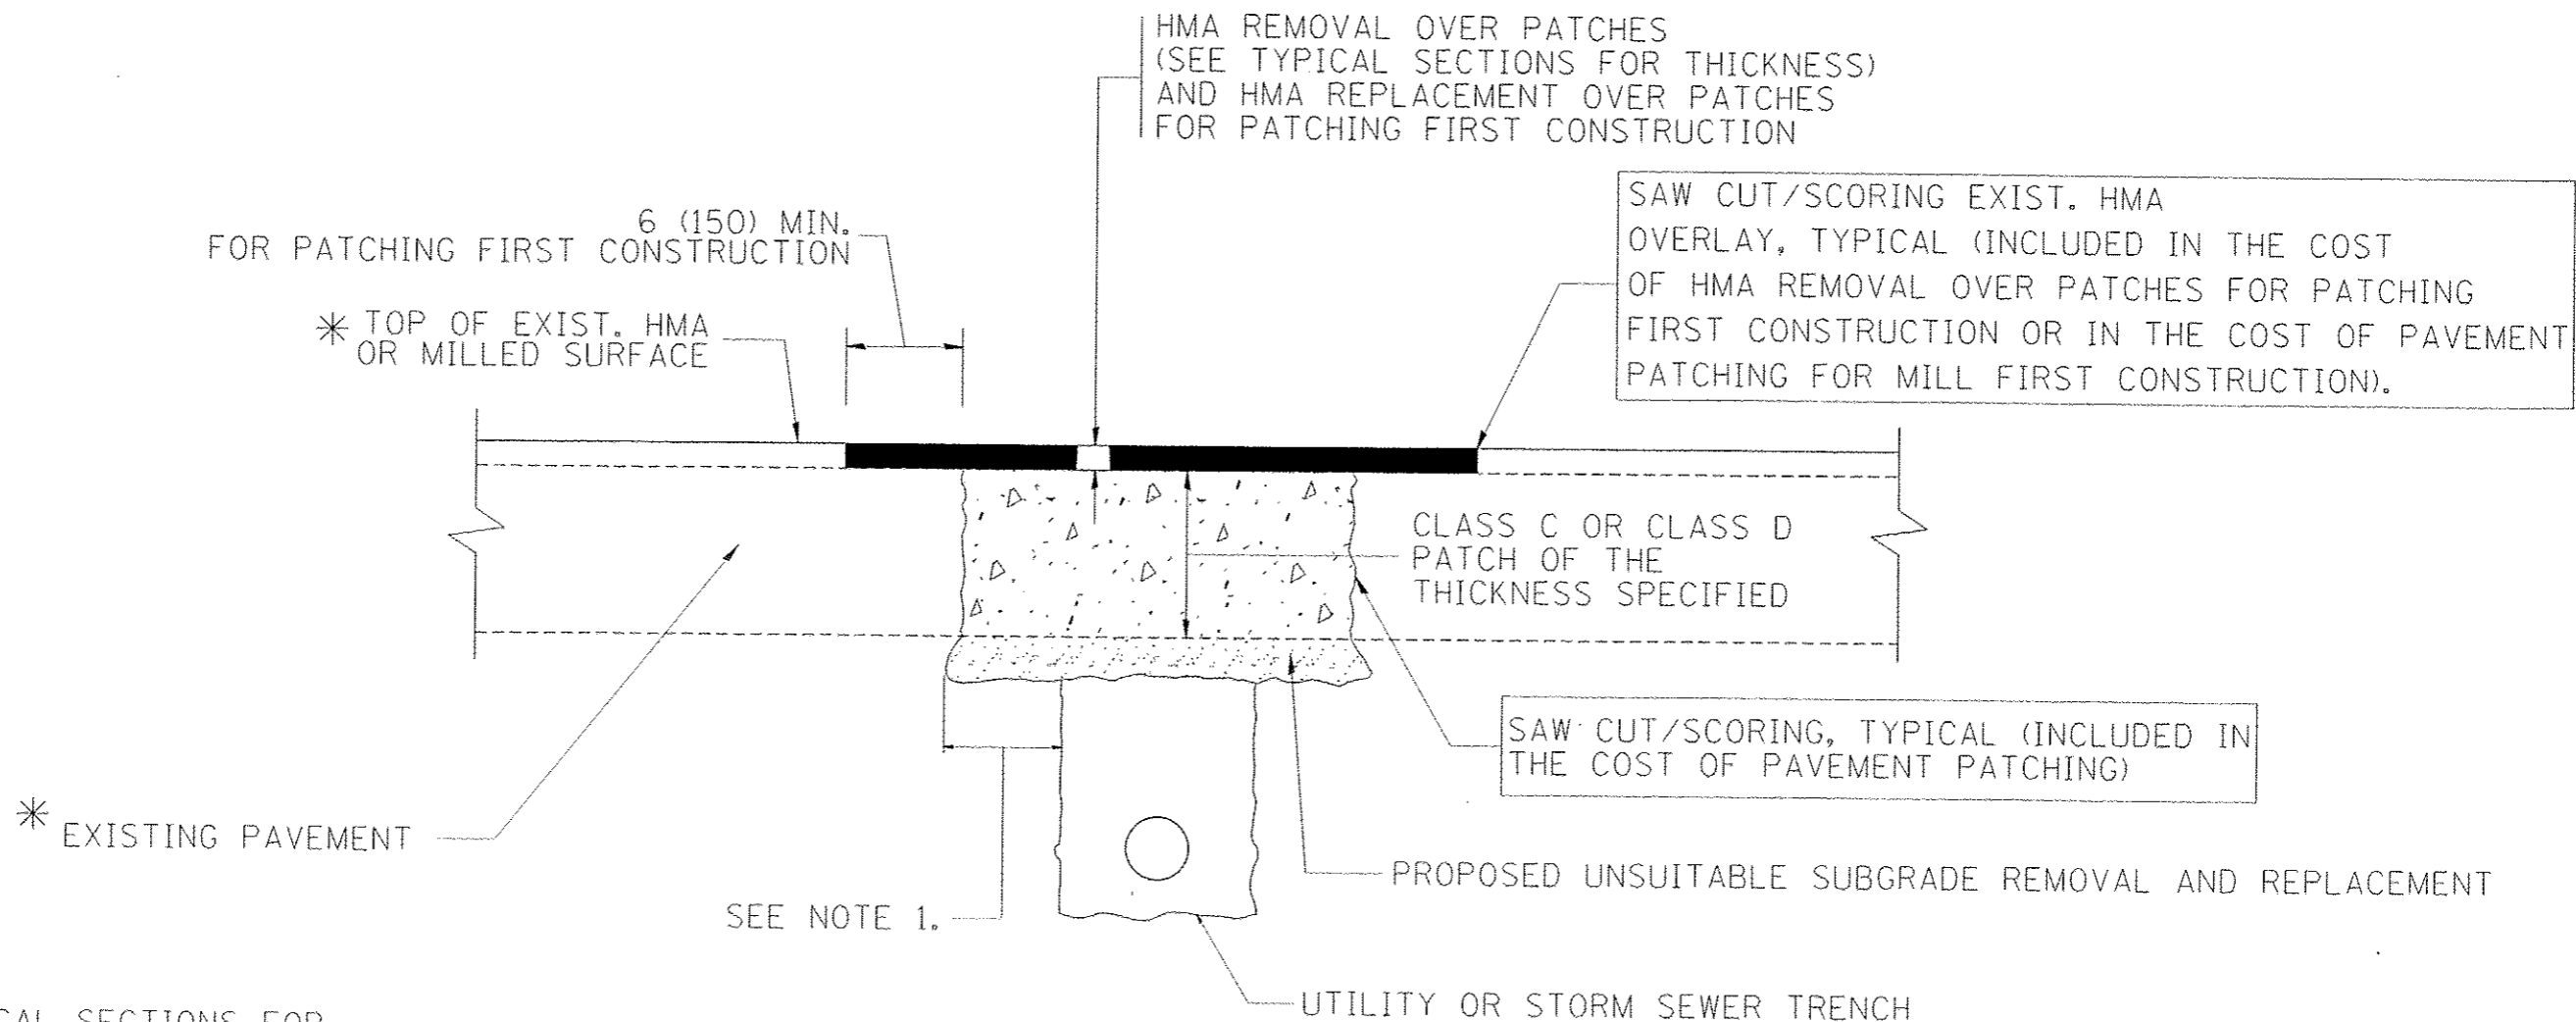 HMA REMOVAL OVER PATCHES
(SEE TYPICAL SECTIONS FOR THICKNESS)
AND HMA REPLACEMENT OVER PATCHES
FOR PATCHING FIRST CONSTRUCTION
SAW CUT/SCORING EXIST. HMA
OVERLAY, TYPICAL (INCLUDED IN THE COST
OF HMA REMOVAL OVER PATCHES FOR PATCHING
FIRST CONSTRUCTION OR IN THE COST OF PAVEMENT
PATCHING FOR MILL FIRST CONSTRUCTION).
6 (150) MIN.
FOR PATCHING FIRST CONSTRUCTION
* TOP OF EXIST. HMA
OR MILLED SURFACE
CLASS C OR CLASS D
PATCH OF THE
THICKNESS SPECIFIED
SAW CUT/SCORING, TYPICAL (INCLUDED IN
THE COST OF PAVEMENT PATCHING)
* EXISTING PAVEMENT
PROPOSED UNSUITABLE SUBGRADE REMOVAL AND REPLACEMENT
SEE NOTE 1.
UTILITY OR STORM SEWER TRENCH
SECTIONS FOR